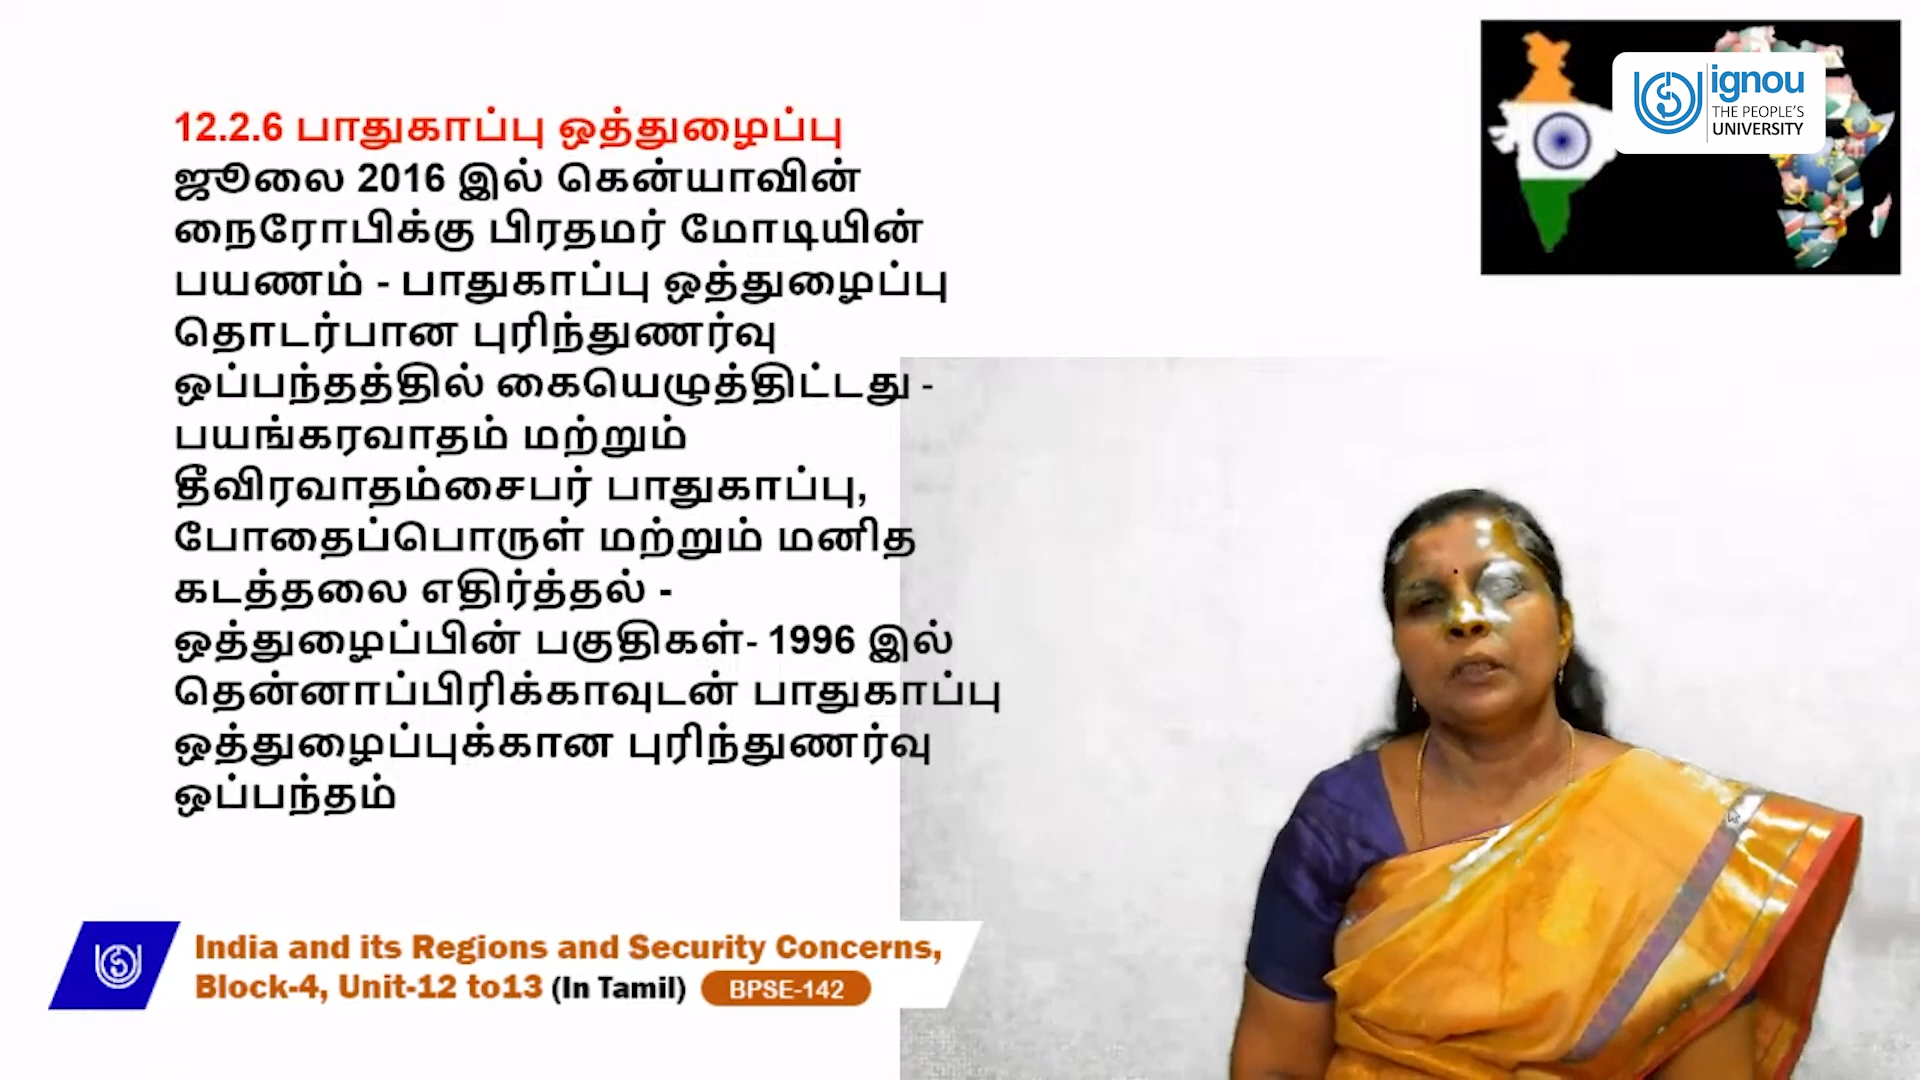 ignou
THE PEOPLE'S
UNIVERSITY
12.2.6 பாதுகாப்பு ஒத்துழைப்பு
ஜூலை 2016 இல் கென்யாவின்
நைரோபிக்கு பிரதமர் மோடியின்
பயணம் - பாதுகாப்பு ஒத்துழைப்பு
தொடர்பான புரிந்துணர்வு
ஒப்பந்தத்தில் கையெழுத்திட்டது -
பயங்கரவாதம் மற்றும்
தீவிரவாதம்சைபர் பாதுகாப்பு,
போதைப்பொருள் மற்றும் மனித
கடத்தலை எதிர்த்தல் -
ஒத்துழைப்பின் பகுதிகள்- 1996 இல்
தென்னாப்பிரிக்காவுடன் பாதுகாப்பு
ஒத்துழைப்புக்கான புரிந்துணர்வு
ஒப்பந்தம்
India and its Regions and Security Concerns,
Block-4, Unit-12 to13 (In Tamil) BPSE-142